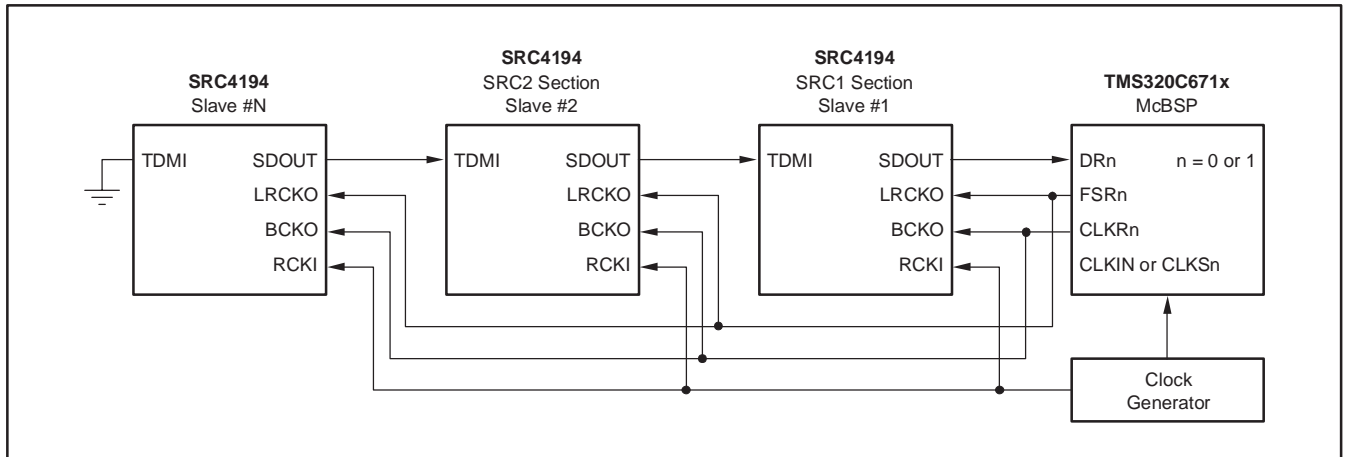 SRC4194
Slave #N
TDMI
SDOUT
LRCKO
BCKO
RCKI
SRC4194
SRC2 Section
Slave #2
TDMI
SDOUT
LRCKO
BCKO
RCKI
SRC4194
SRC1 Section
Slave #1
TDMI
SDOUT
LRCKO
BCKO
RCKI
TMS320C671x
McBSP
DRn
n = 0 or 1
FSRn
CLKRn
CLKIN or CLKSn
Clock
Generator